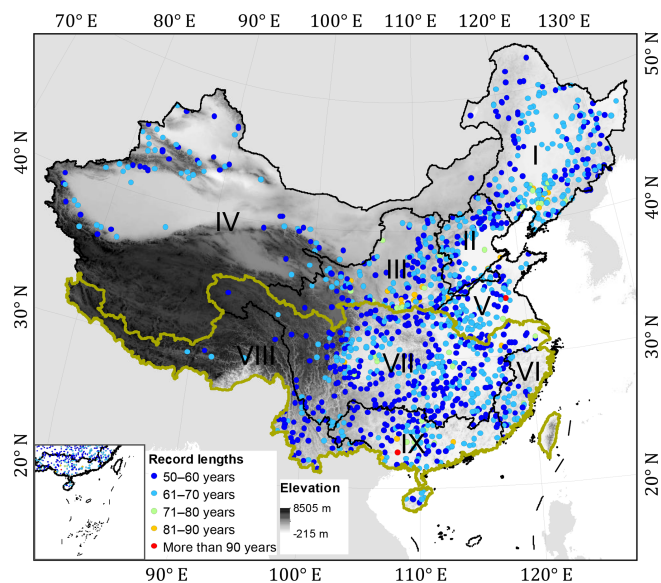 70° E 80° E 90° E 100° E 110° E 120° E 130° E
50° N
40° N
40° N
I
II
IV
III
30° N
V
30° N
VIII
VII
VI
IX
20° N
20° N
Record lengths
50–60 years
61–70 years
71–80 years
81–90 years
More than 90 years
Elevation
8505 m
-215 m
90° E 100° E 110° E 120° E